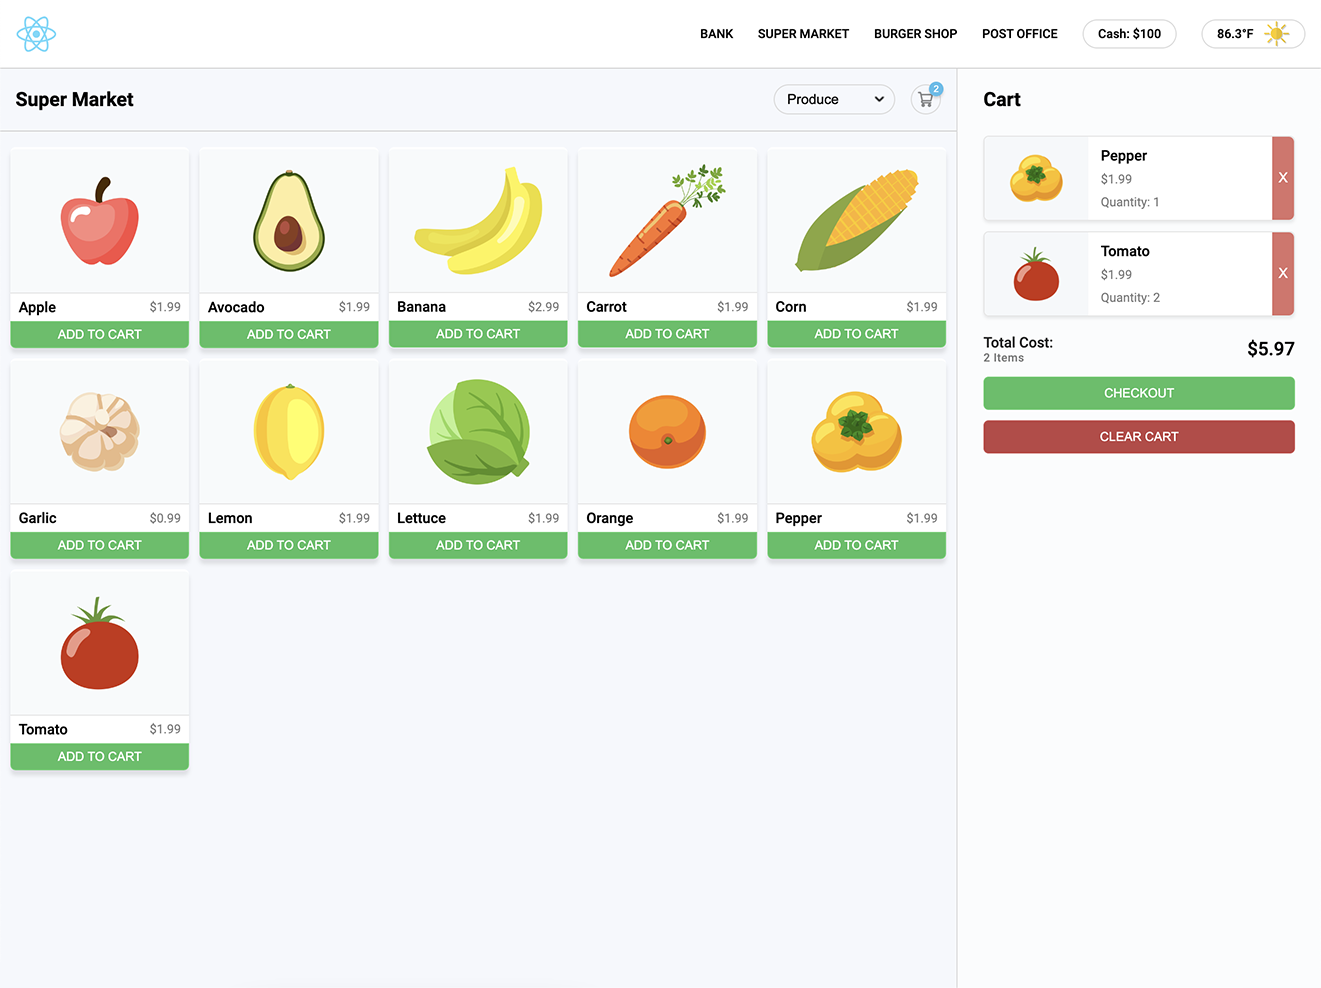 BANK SUPER MARKET BURGER SHOP POST OFFICE Cash: $100 86.3°F
Super Market Produce 2
Apple $1.99 Avocado $1.99 Banana $2.99 Carrot $1.99 Corn $1.99
ADD TO CART ADD TO CART ADD TO CART ADD TO CART ADD TO CART
Garlic $0.99 Lemon $1.99 Lettuce $1.99 Orange $1.99 Pepper $1.99
ADD TO CART ADD TO CART ADD TO CART ADD TO CART ADD TO CART
Tomato $1.99
ADD TO CART
Cart
Pepper
$1.99
Quantity: 1
X
Tomato
$1.99
Quantity: 2
X
Total Cost:
2 Items
$5.97
CHECKOUT
CLEAR CART